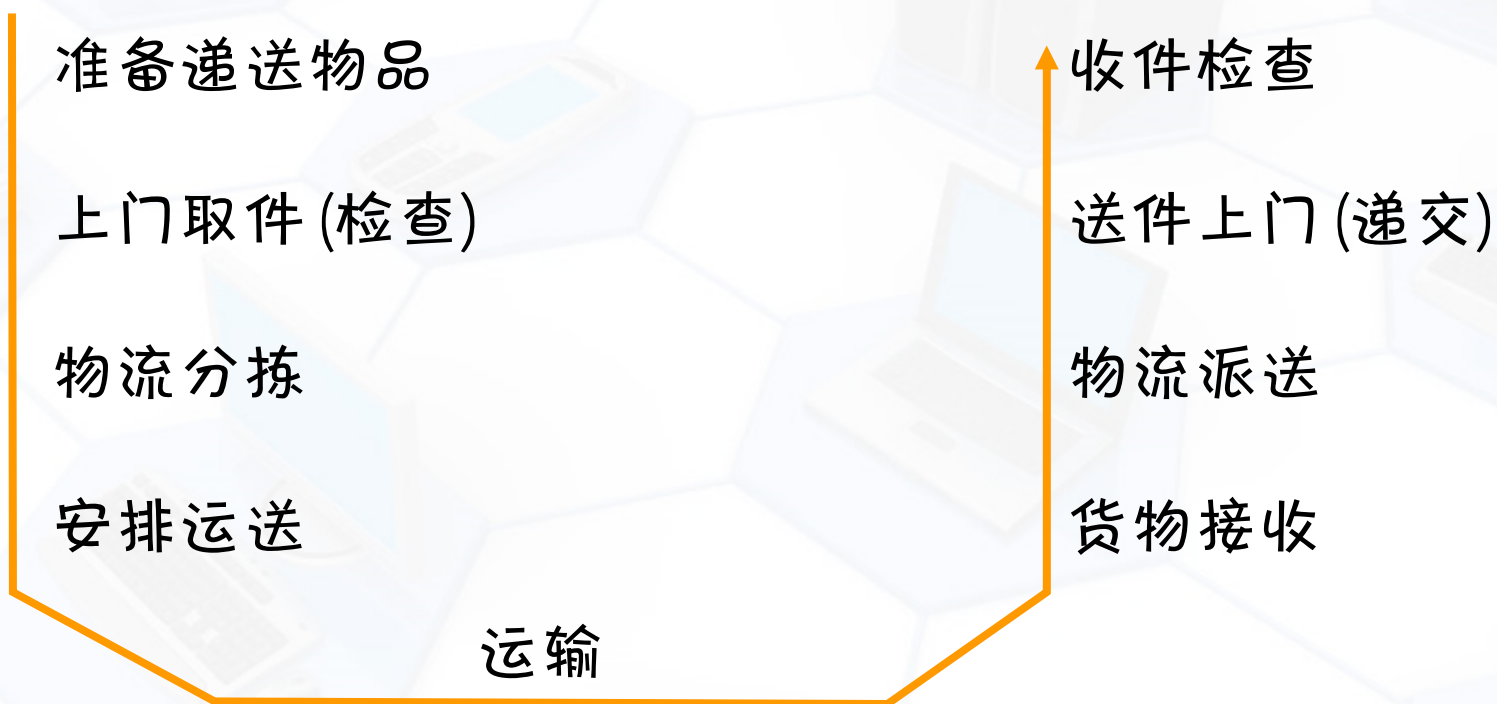 准备递送物品
上门取件(检查)
物流分拣
安排运送
运输
货物接收
物流派送
送件上门(递交)
收件检查